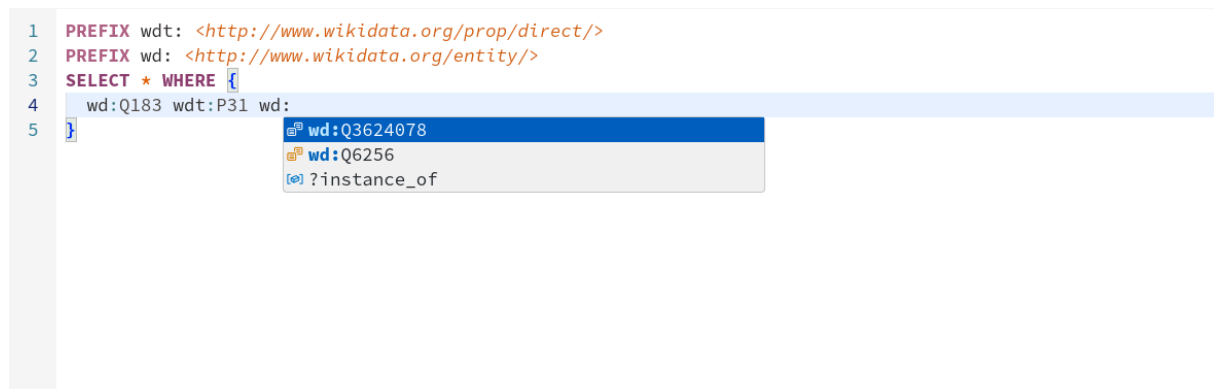 1 PREFIX wdt: <http://www.wikidata.org/prop/direct/>
2 PREFIX wd: <http://www.wikidata.org/entity/>
3 SELECT * WHERE {
4 wd:Q183 wdt:P31 wd:
5 }
wd:Q3624078
wd:Q6256
?instance_of